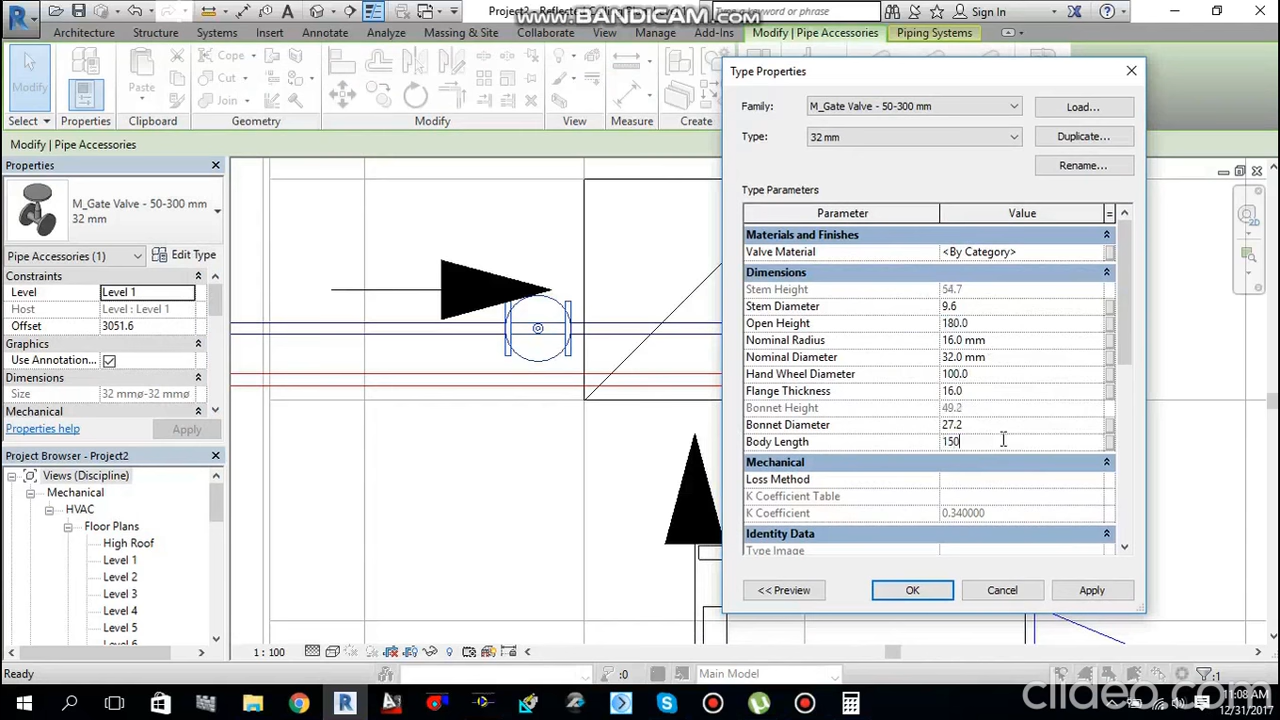 Project2 - Reflected Ceiling Plan
www.BANDICAM.com
Type a keyword or phrase
Sign In
Architecture
Structure
Systems
Insert
Annotate
Analyze
Massing & Site
Collaborate
View
Manage
Add-Ins
Modify | Pipe Accessories
Piping Systems
Modify
Paste
Cope
Cut
Join
Select
Properties
Clipboard
Geometry
Modify
View
Measure
Create
Modify | Pipe Accessories
Properties
M_Gate Valve - 50-300 mm
32 mm
Pipe Accessories (1)
Edit Type
Constraints
Level
Level 1
Host
Level : Level 1
Offset
3051.6
Graphics
Use Annotation...
Dimensions
Size
32 mmø-32 mmø
Mechanical
Properties help
Apply
Project Browser - Project2
Views (Discipline)
Mechanical
HVAC
Floor Plans
High Roof
Level 1
Level 2
Level 3
Level 4
Level 5
Level 6
Type Properties
Family:
M_Gate Valve - 50-300 mm
Load...
Type:
32 mm
Duplicate...
Rename...
Type Parameters
Parameter
Value
=
Materials and Finishes
Valve Material
<By Category>
Dimensions
Stem Height
54.7
Stem Diameter
9.6
Open Height
180.0
Nominal Radius
16.0 mm
Nominal Diameter
32.0 mm
Hand Wheel Diameter
100.0
Flange Thickness
16.0
Bonnet Height
49.2
Bonnet Diameter
27.2
Body Length
150
Mechanical
Loss Method
K Coefficient Table
K Coefficient
0.340000
Identity Data
Type Image
<< Preview
OK
Cancel
Apply
1 : 100
Ready
:0
Main Model
:1
clideo.com
11:08 AM
12/31/2017